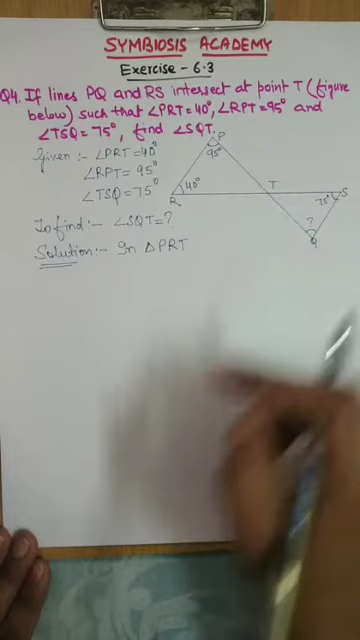 SYMBIOSIS ACADEMY
Exercise - 6.3
Q4. If lines PQ and RS intersect at point T (figure
below) such that ∠PRT=40°, ∠RPT=95° and
∠TSQ=75°, find ∠SQT.
Given :- ∠PRT=40°
∠RPT=95°
∠TSQ=75°
P
95°
40°
R
T
S
75°
?
Q
To find:- ∠SQT=?
Solution:- In △PRT